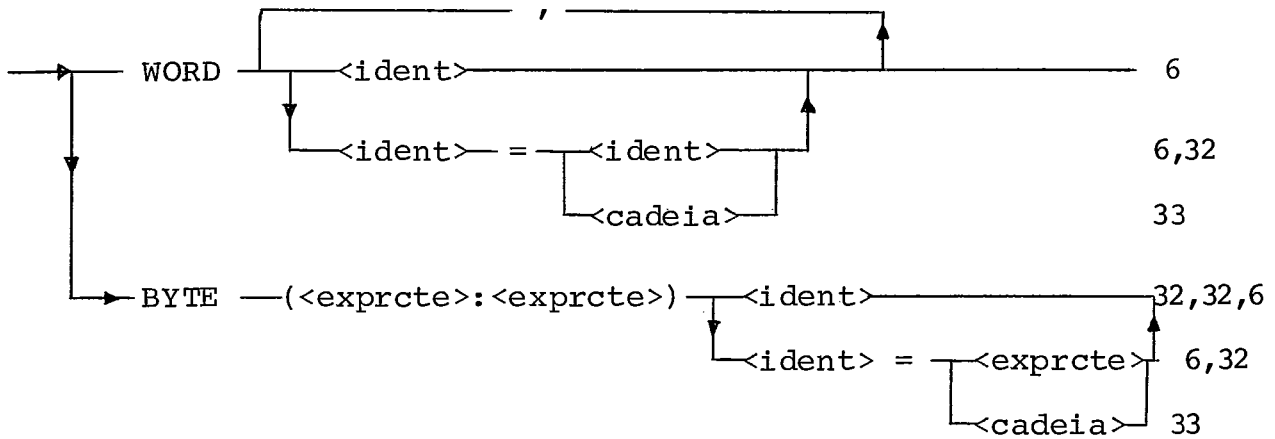 ,
WORD <ident> 6
<ident> = <ident> 6,32
<cadeia> 33
BYTE (<exprcte>:<exprcte>) <ident> 32,32,6
<ident> = <exprcte> 6,32
<cadeia> 33